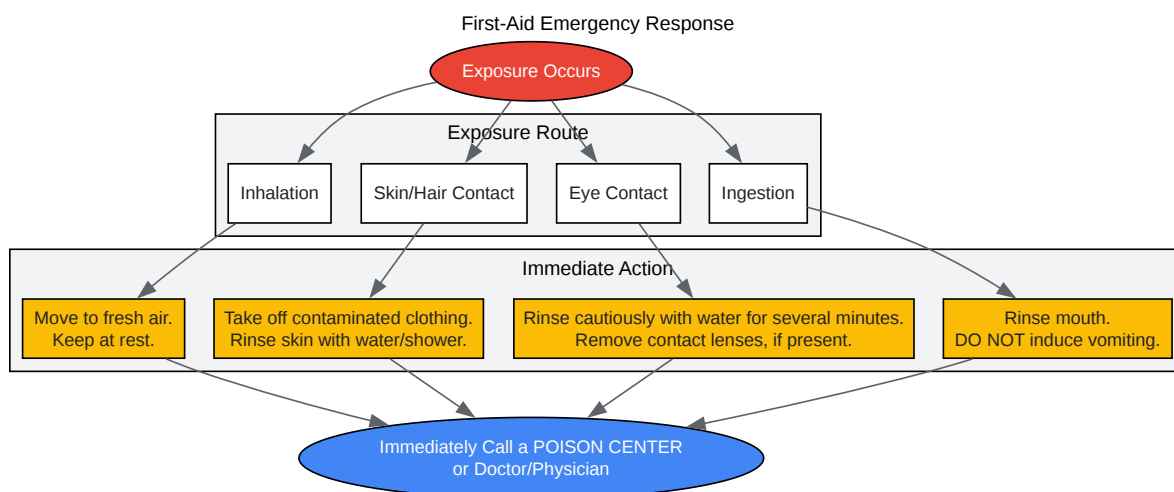 First-Aid Emergency Response
Exposure Occurs
Exposure Route
Inhalation
Skin/Hair Contact
Eye Contact
Ingestion
Immediate Action
Move to fresh air.
Keep at rest.
Take off contaminated clothing.
Rinse skin with water/shower.
Rinse cautiously with water for several minutes.
Remove contact lenses, if present.
Rinse mouth.
DO NOT induce vomiting.
Immediately Call a POISON CENTER
or Doctor/Physician